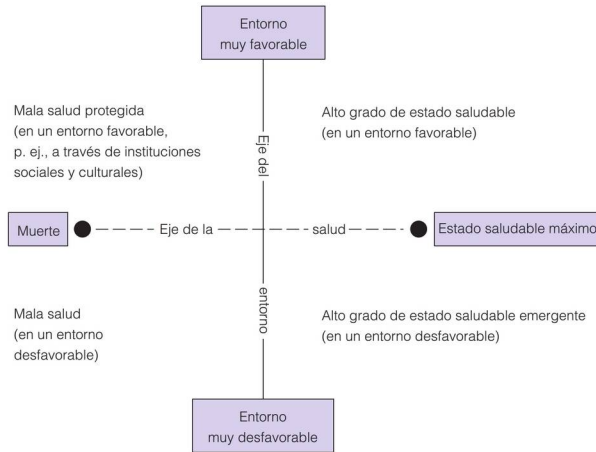 Entorno
muy favorable
Mala salud protegida
(en un entorno favorable,
p. ej., a través de instituciones
sociales y culturales)
Alto grado de estado saludable
(en un entorno favorable)
Eje del
Muerte
Eje de la
salud
Estado saludable máximo
entorno
Mala salud
(en un entorno
desfavorable)
Alto grado de estado saludable emergente
(en un entorno desfavorable)
Entorno
muy desfavorable